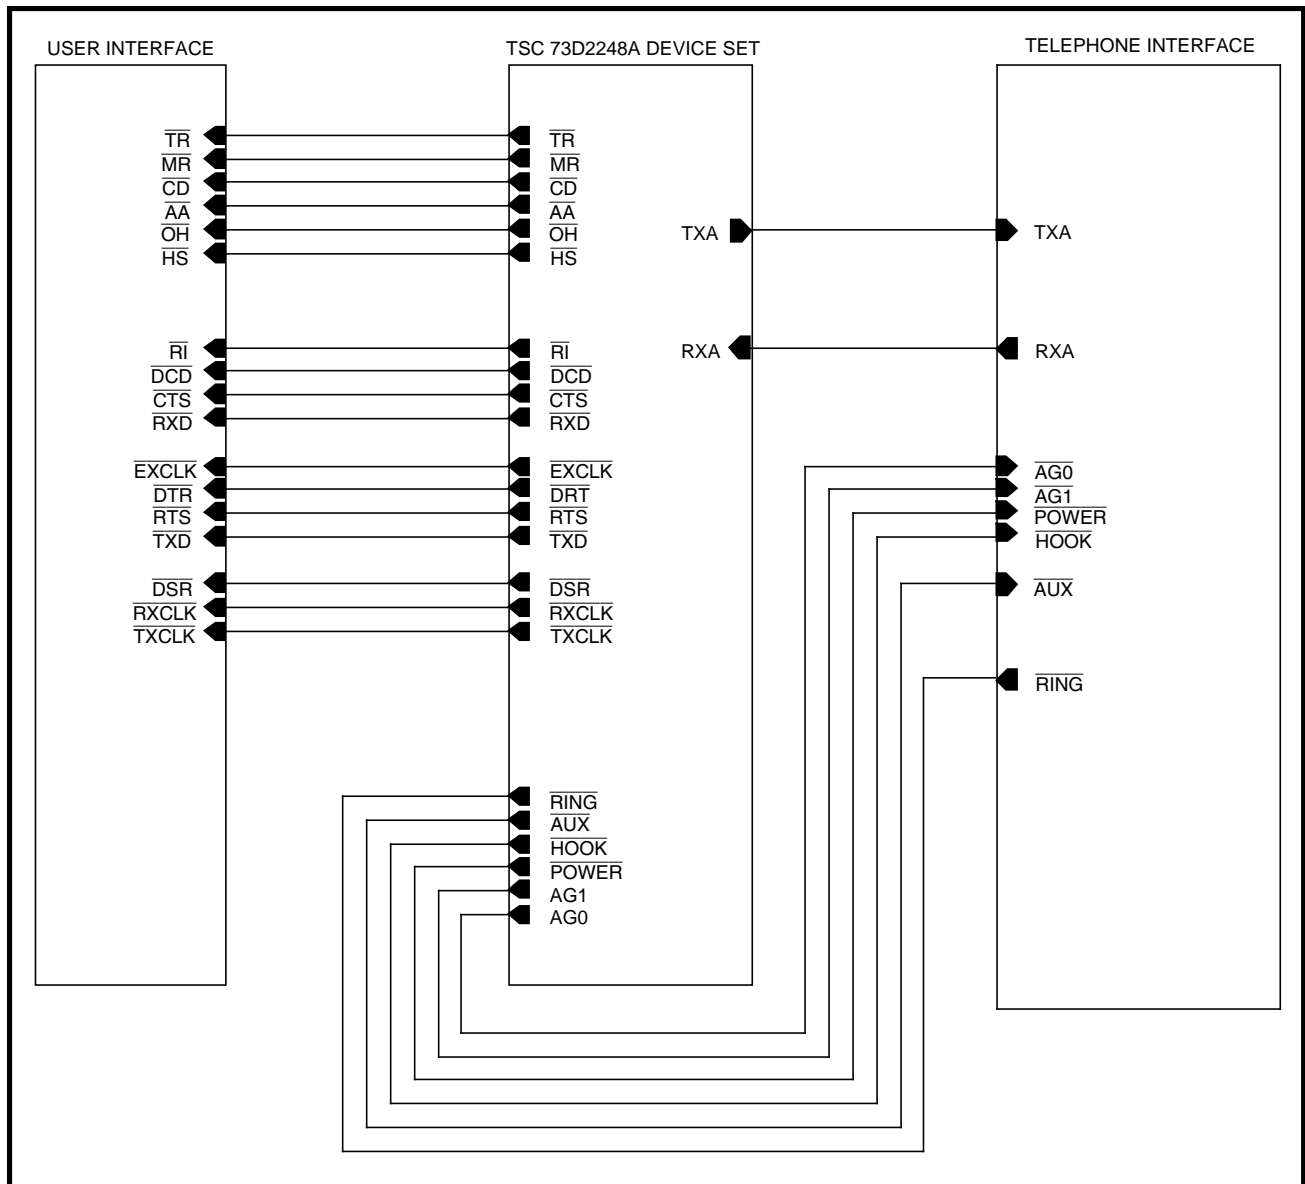 USER INTERFACE
TR
MR
CD
AA
OH
HS
RI
DCD
CTS
RXD
EXCLK
DTR
RTS
TXD
DSR
RXCLK
TXCLK
TSC 73D2248A DEVICE SET
TR
MR
CD
AA
OH
HS
RI
DCD
CTS
RXD
EXCLK
DRT
RTS
TXD
DSR
RXCLK
TXCLK
RING
AUX
HOOK
POWER
AG1
AG0
TXA
RXA
TELEPHONE INTERFACE
TXA
RXA
AG0
AG1
POWER
HOOK
AUX
RING